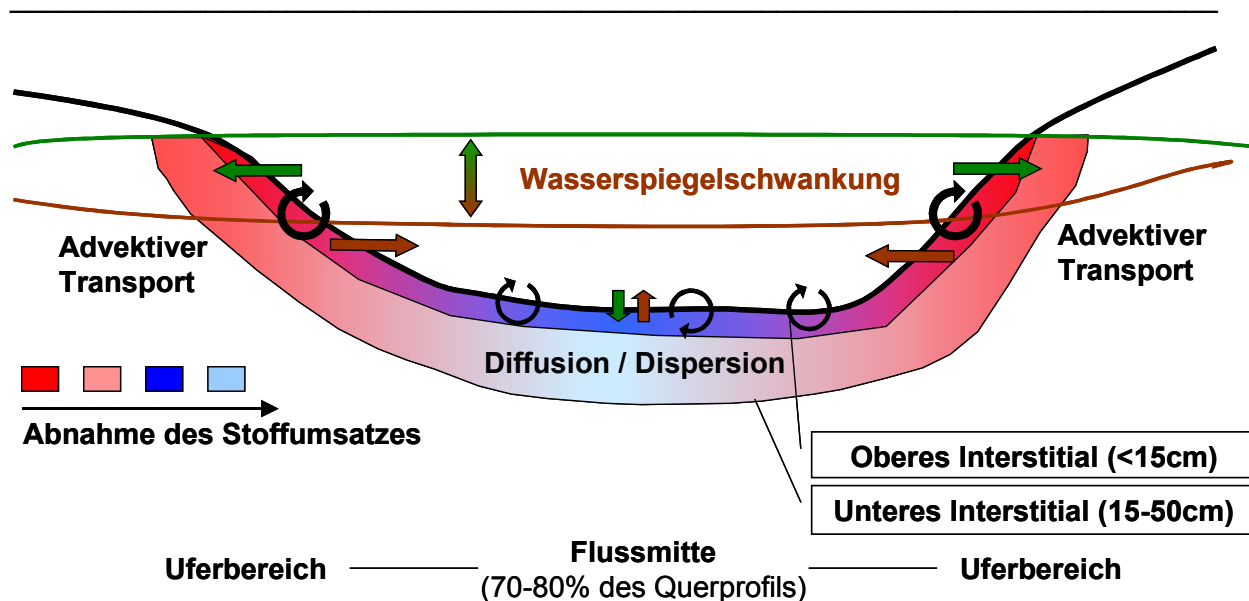 Wasserspiegelschwankung
Advektiver
Transport
Advektiver
Transport
Diffusion / Dispersion
Abnahme des Stoffumsatzes
Oberes Interstitial (<15cm)
Unteres Interstitial (15-50cm)
Uferbereich
Flussmitte
(70-80% des Querprofils)
Uferbereich